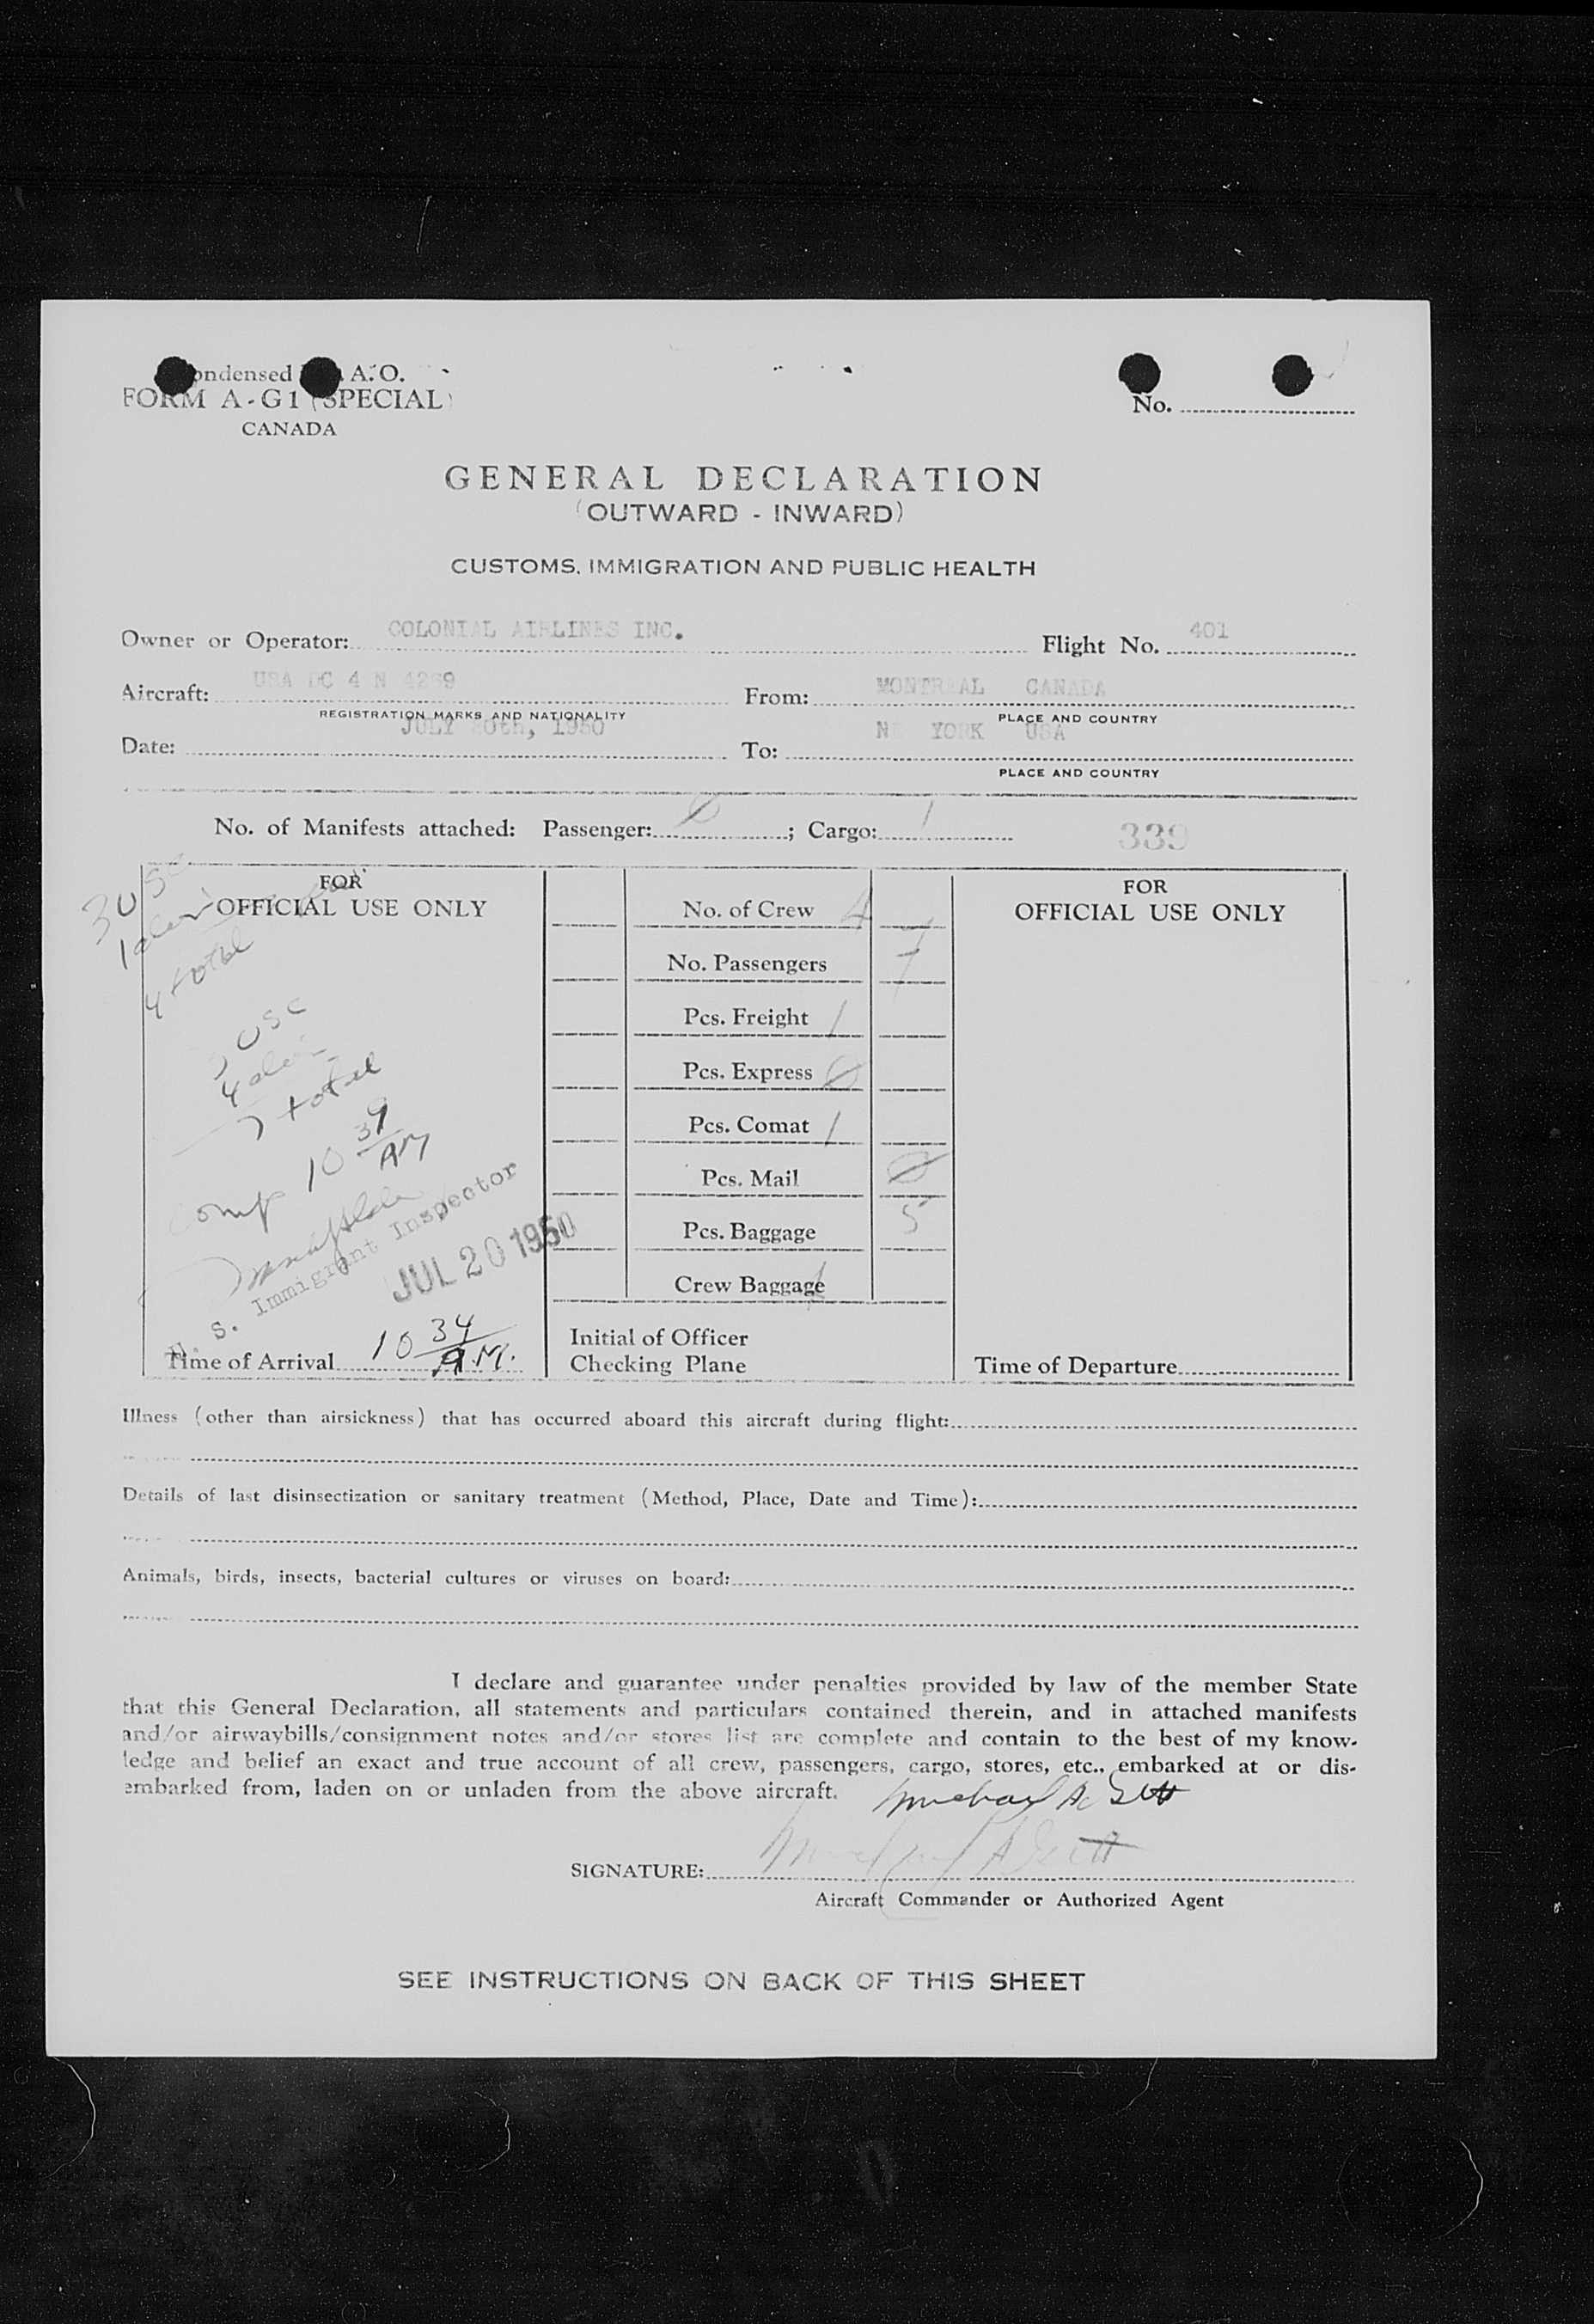 ondensed A. O.
FORM A-G1 (SPECIAL)
CANADA
No.
GENERAL DECLARATION
(OUTWARD - INWARD)
CUSTOMS, IMMIGRATION AND PUBLIC HEALTH
Owner or Operator: COLONIAL AIRLINES INC. Flight No. 401
Aircraft: USA DC 4 N From: MONTREAL CANADA
REGISTRATION MARKS AND NATIONALITY PLACE AND COUNTRY
Date: JULY 20th, 1950 To: NEW YORK USA
PLACE AND COUNTRY
No. of Manifests attached: Passenger: 0; Cargo: 1
339
3 USC
4 total
3 USC
7 total
Comp 10 39 AM
U. S. Immigrant Inspector
JUL 20 1950
FOR
OFFICIAL USE ONLY
Time of Arrival 10 34 A.M.
No. of Crew 4
No. Passengers 7
Pcs. Freight 1
Pcs. Express 0
Pcs. Comat 1
Pcs. Mail 0
Pcs. Baggage 5
Crew Baggage
Initial of Officer
Checking Plane
FOR
OFFICIAL USE ONLY
Time of Departure
Illness (other than airsickness) that has occurred aboard this aircraft during flight:
Details of last disinsectization or sanitary treatment (Method, Place, Date and Time):
Animals, birds, insects, bacterial cultures or viruses on board:
I declare and guarantee under penalties provided by law of the member State
that this General Declaration, all statements and particulars contained therein, and in attached manifests
and/or airwaybills/consignment notes and/or stores list are complete and contain to the best of my know-
ledge and belief an exact and true account of all crew, passengers, cargo, stores, etc., embarked at or dis-
embarked from, laden on or unladen from the above aircraft.
SIGNATURE:
Aircraft Commander or Authorized Agent
SEE INSTRUCTIONS ON BACK OF THIS SHEET